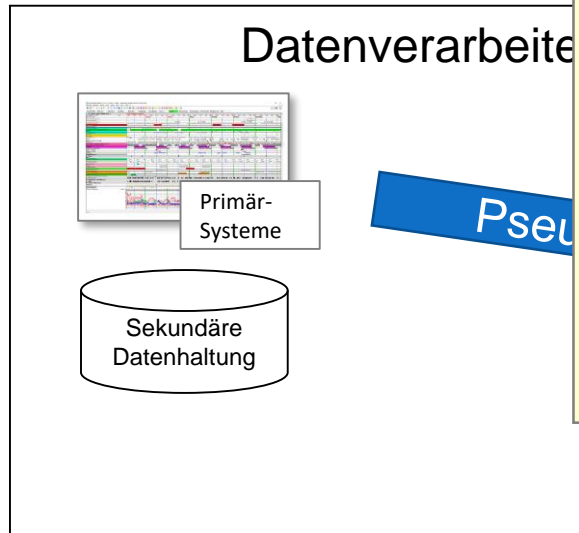 Datenverarbeite
Primär-
Systeme
Pseu
Sekundäre
Datenhaltung